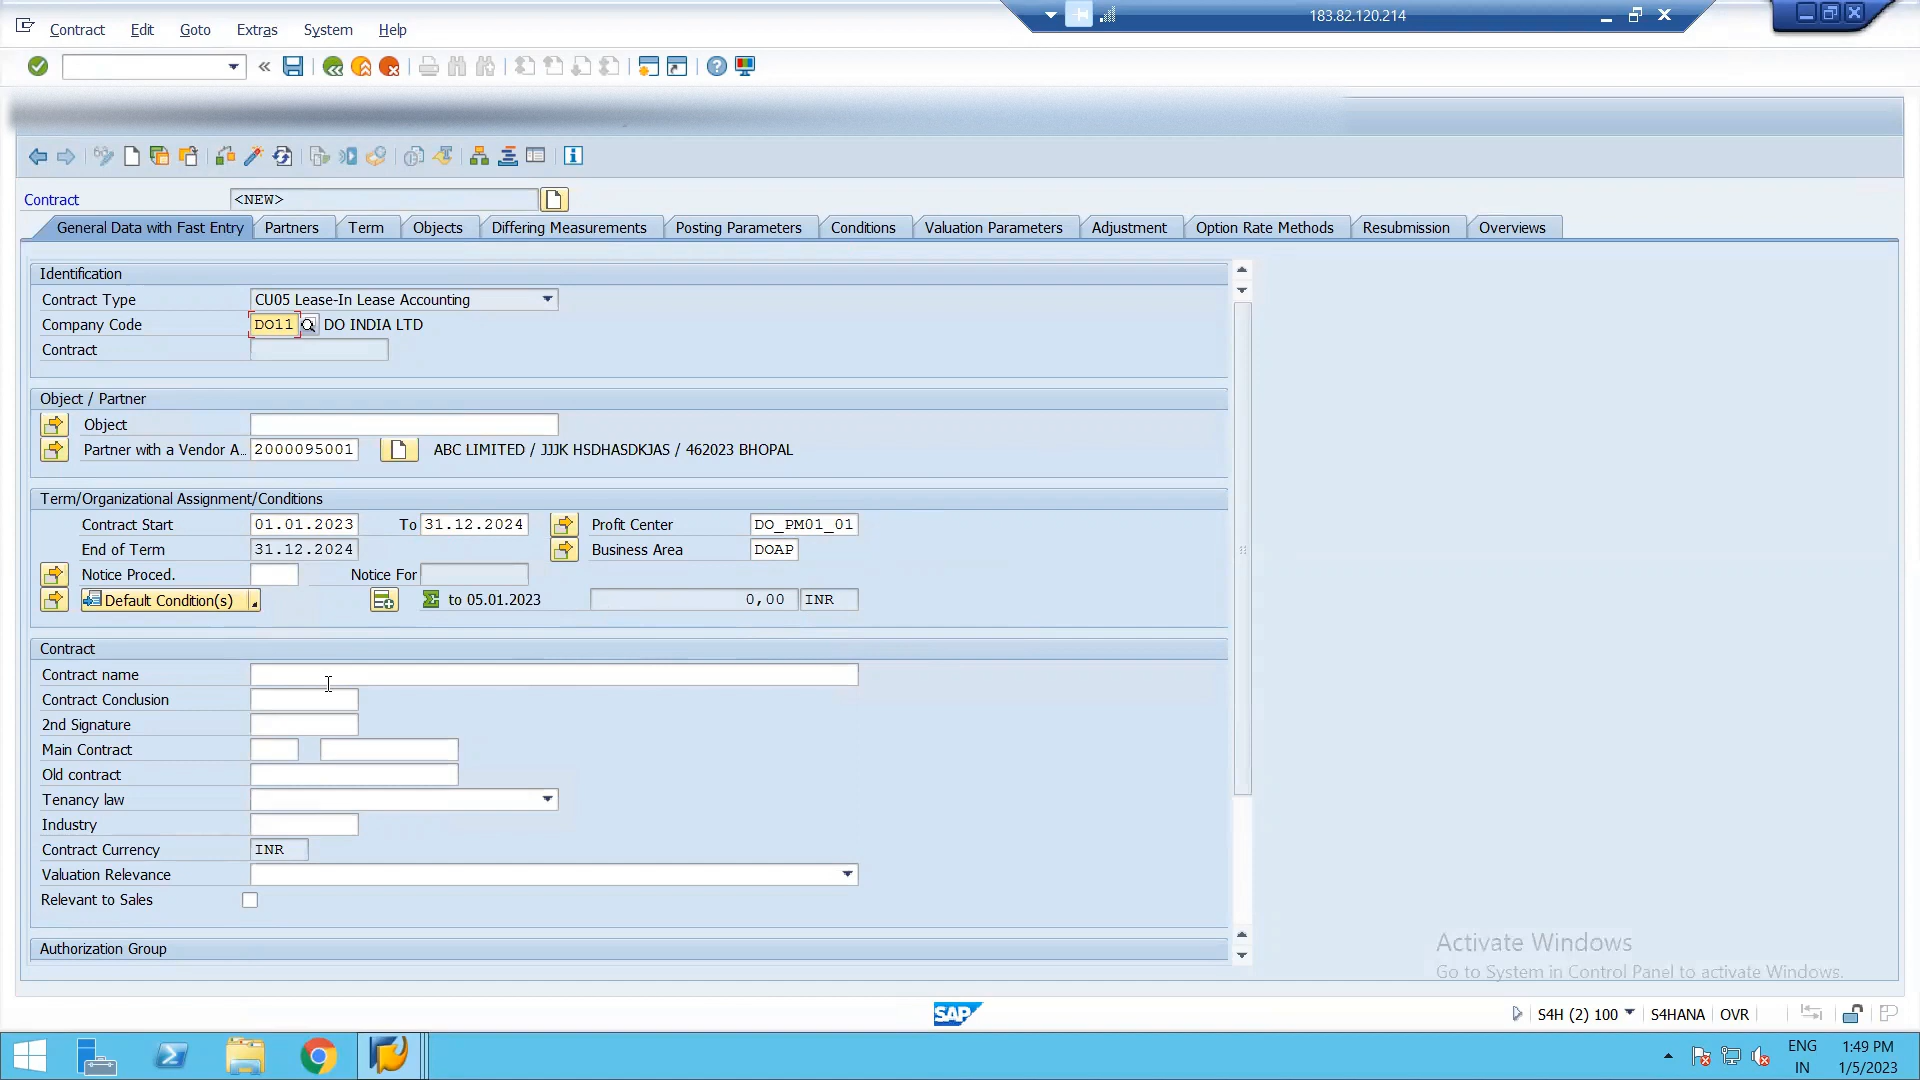 183.82.120.214
Contract Edit Goto Extras System Help
Contract <NEW>
General Data with Fast Entry Partners Term Objects Differing Measurements Posting Parameters Conditions Valuation Parameters Adjustment Option Rate Methods Resubmission Overviews
Identification
Contract Type CU05 Lease-In Lease Accounting
Company Code DO11 DO INDIA LTD
Contract
Object / Partner
Object
Partner with a Vendor A.. 2000095001 ABC LIMITED / JJJK HSDHASDKJAS / 462023 BHOPAL
Term/Organizational Assignment/Conditions
Contract Start 01.01.2023 To 31.12.2024 Profit Center DO_PM01_01
End of Term 31.12.2024 Business Area DOAP
Notice Proced. Notice For
Default Condition(s) Σ to 05.01.2023 0,00 INR
Contract
Contract name
Contract Conclusion
2nd Signature
Main Contract
Old contract
Tenancy law
Industry
Contract Currency INR
Valuation Relevance
Relevant to Sales
Authorization Group
Activate Windows
Go to System in Control Panel to activate Windows.
SAP S4H (2) 100 S4HANA OVR
ENG 1:49 PM
IN 1/5/2023